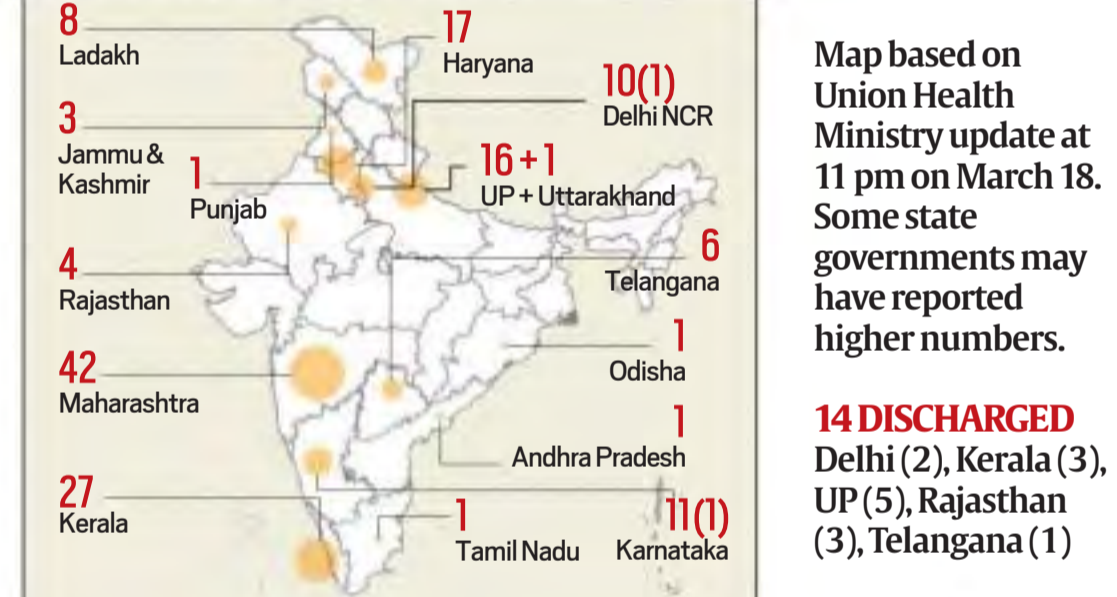 8
Ladakh
17
Haryana
10(1)
Delhi NCR
3
Jammu &
Kashmir
1
Punjab
16 + 1
UP + Uttarakhand
4
Rajasthan
6
Telangana
42
Maharashtra
1
Odisha
1
Andhra Pradesh
27
Kerala
1
Tamil Nadu
11(1)
Karnataka
Map based on
Union Health
Ministry update at
11 pm on March 18.
Some state
governments may
have reported
higher numbers.
14 DISCHARGED
Delhi (2), Kerala (3),
UP (5), Rajasthan
(3), Telangana (1)